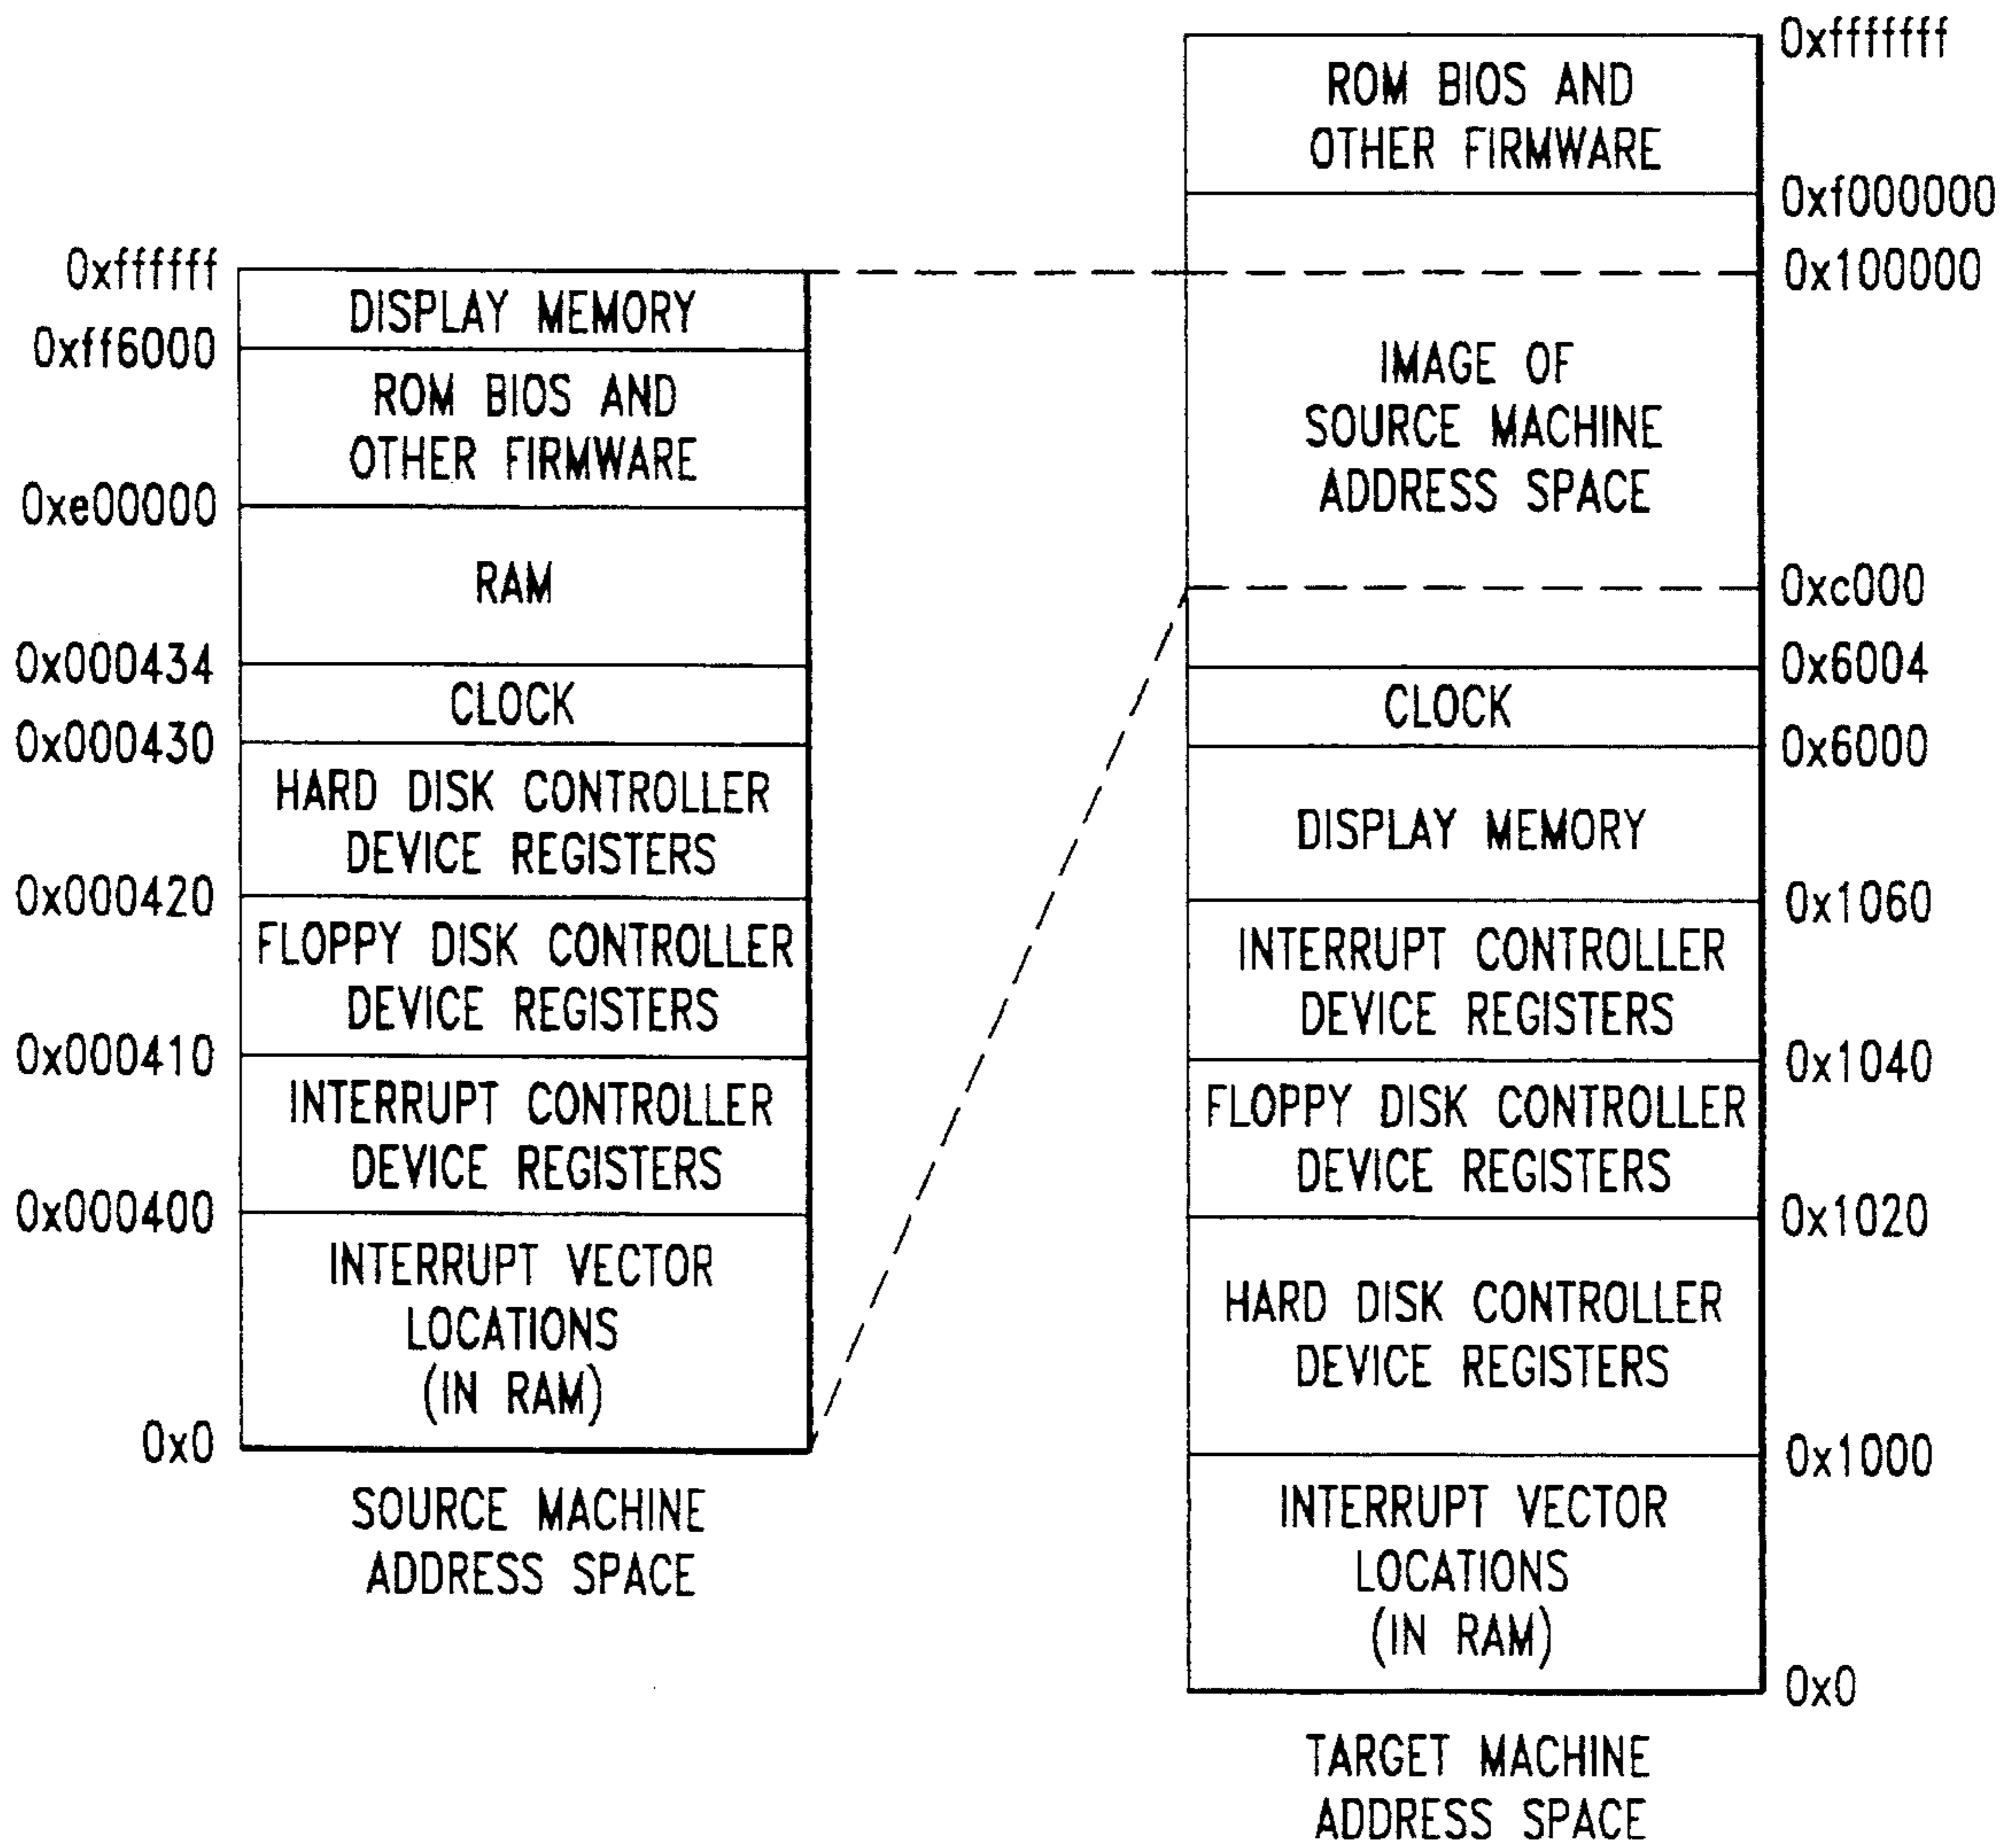 0xffffff
DISPLAY MEMORY
0xff6000
ROM BIOS AND
OTHER FIRMWARE
0xe00000
RAM
0x000434
CLOCK
0x000430
HARD DISK CONTROLLER
DEVICE REGISTERS
0x000420
FLOPPY DISK CONTROLLER
DEVICE REGISTERS
0x000410
INTERRUPT CONTROLLER
DEVICE REGISTERS
0x000400
INTERRUPT VECTOR
LOCATIONS
(IN RAM)
0x0
SOURCE MACHINE
ADDRESS SPACE
0xfffffff
ROM BIOS AND
OTHER FIRMWARE
0xf000000
0x100000
IMAGE OF
SOURCE MACHINE
ADDRESS SPACE
0xc000
0x6004
CLOCK
0x6000
DISPLAY MEMORY
0x1060
INTERRUPT CONTROLLER
DEVICE REGISTERS
0x1040
FLOPPY DISK CONTROLLER
DEVICE REGISTERS
0x1020
HARD DISK CONTROLLER
DEVICE REGISTERS
0x1000
INTERRUPT VECTOR
LOCATIONS
(IN RAM)
0x0
TARGET MACHINE
ADDRESS SPACE